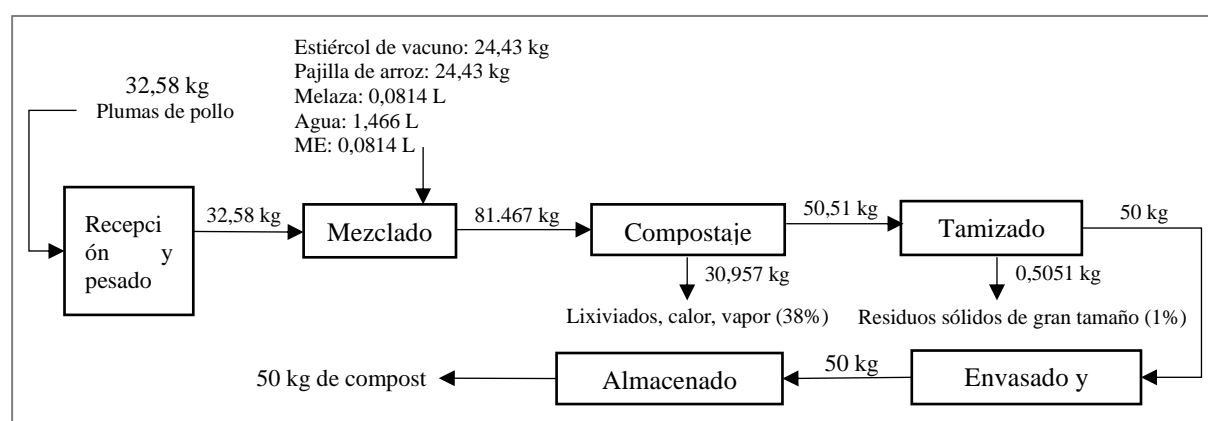 Estiércol de vacuno: 24,43 kg
Pajilla de arroz: 24,43 kg
Melaza: 0,0814 L
Agua: 1,466 L
ME: 0,0814 L
32,58 kg
Plumas de pollo
Recepci
ón y
pesado
32,58 kg
Mezclado
81.467 kg
Compostaje
50,51 kg
Tamizado
50 kg
30,957 kg
0,5051 kg
Lixiviados, calor, vapor (38%)
Residuos sólidos de gran tamaño (1%)
50 kg de compost
Almacenado
50 kg
Envasado y